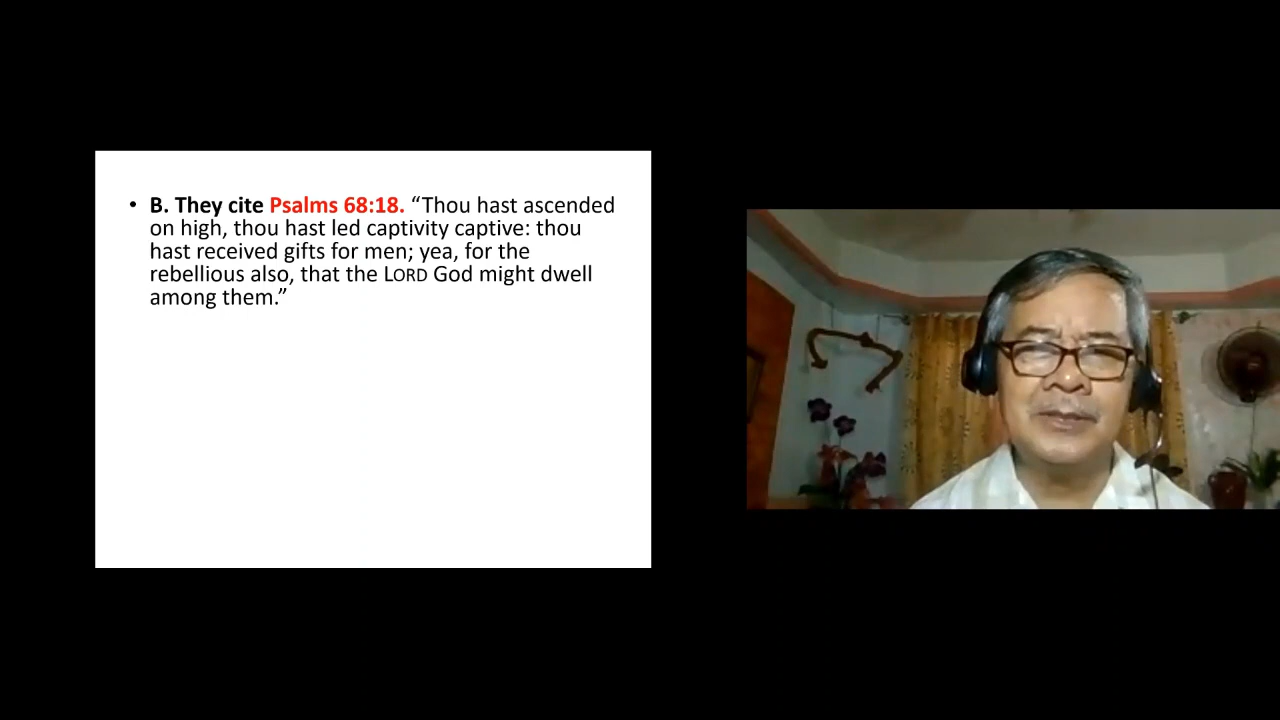 • B. They cite Psalms 68:18. “Thou hast ascended
on high, thou hast led captivity captive: thou
hast received gifts for men; yea, for the
rebellious also, that the LORD God might dwell
among them.”